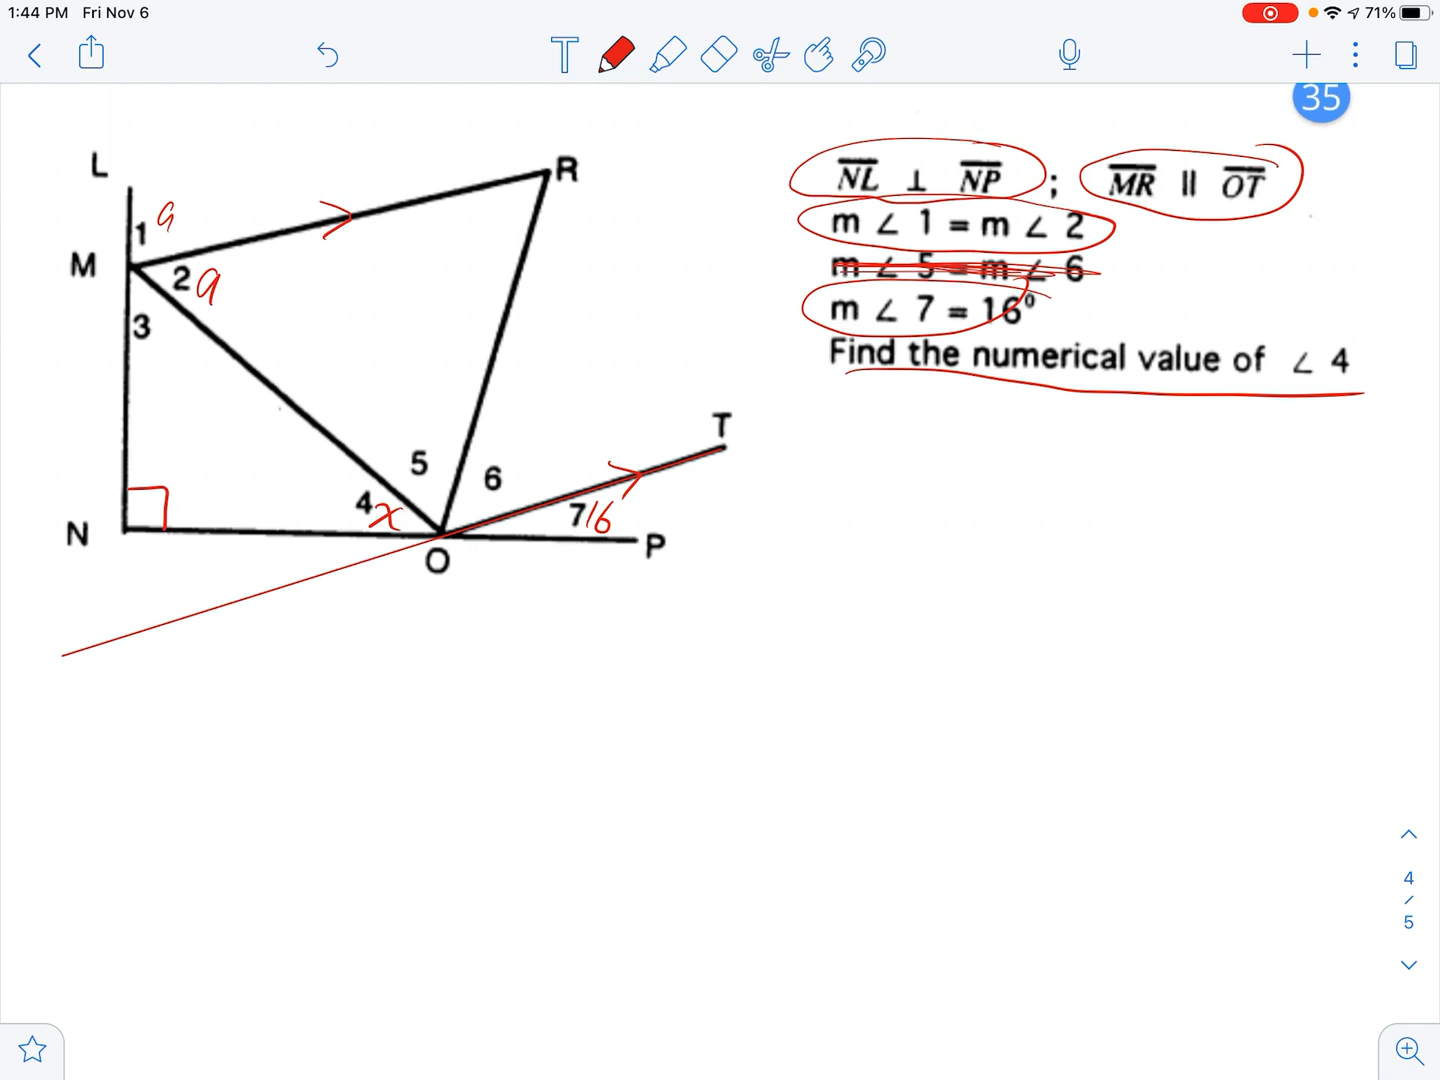 1:44 PM Fri Nov 6
71%
T
35
L
R
1 a
M
2 a
3
N
4 x
5
6
7 16
T
O
P
NL ⊥ NP ; MR || OT
m ∠ 1 = m ∠ 2
m ∠ 5 = m ∠ 6
m ∠ 7 = 16⁰
Find the numerical value of ∠ 4
4
/
5